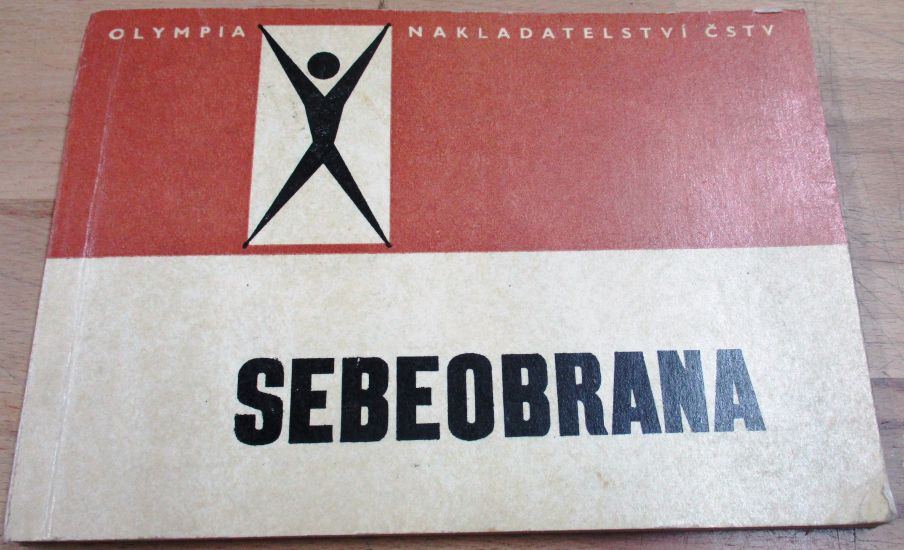 OLYMPIA NAKLADATELSTVÍ ČSTV
SEBEOBRANA